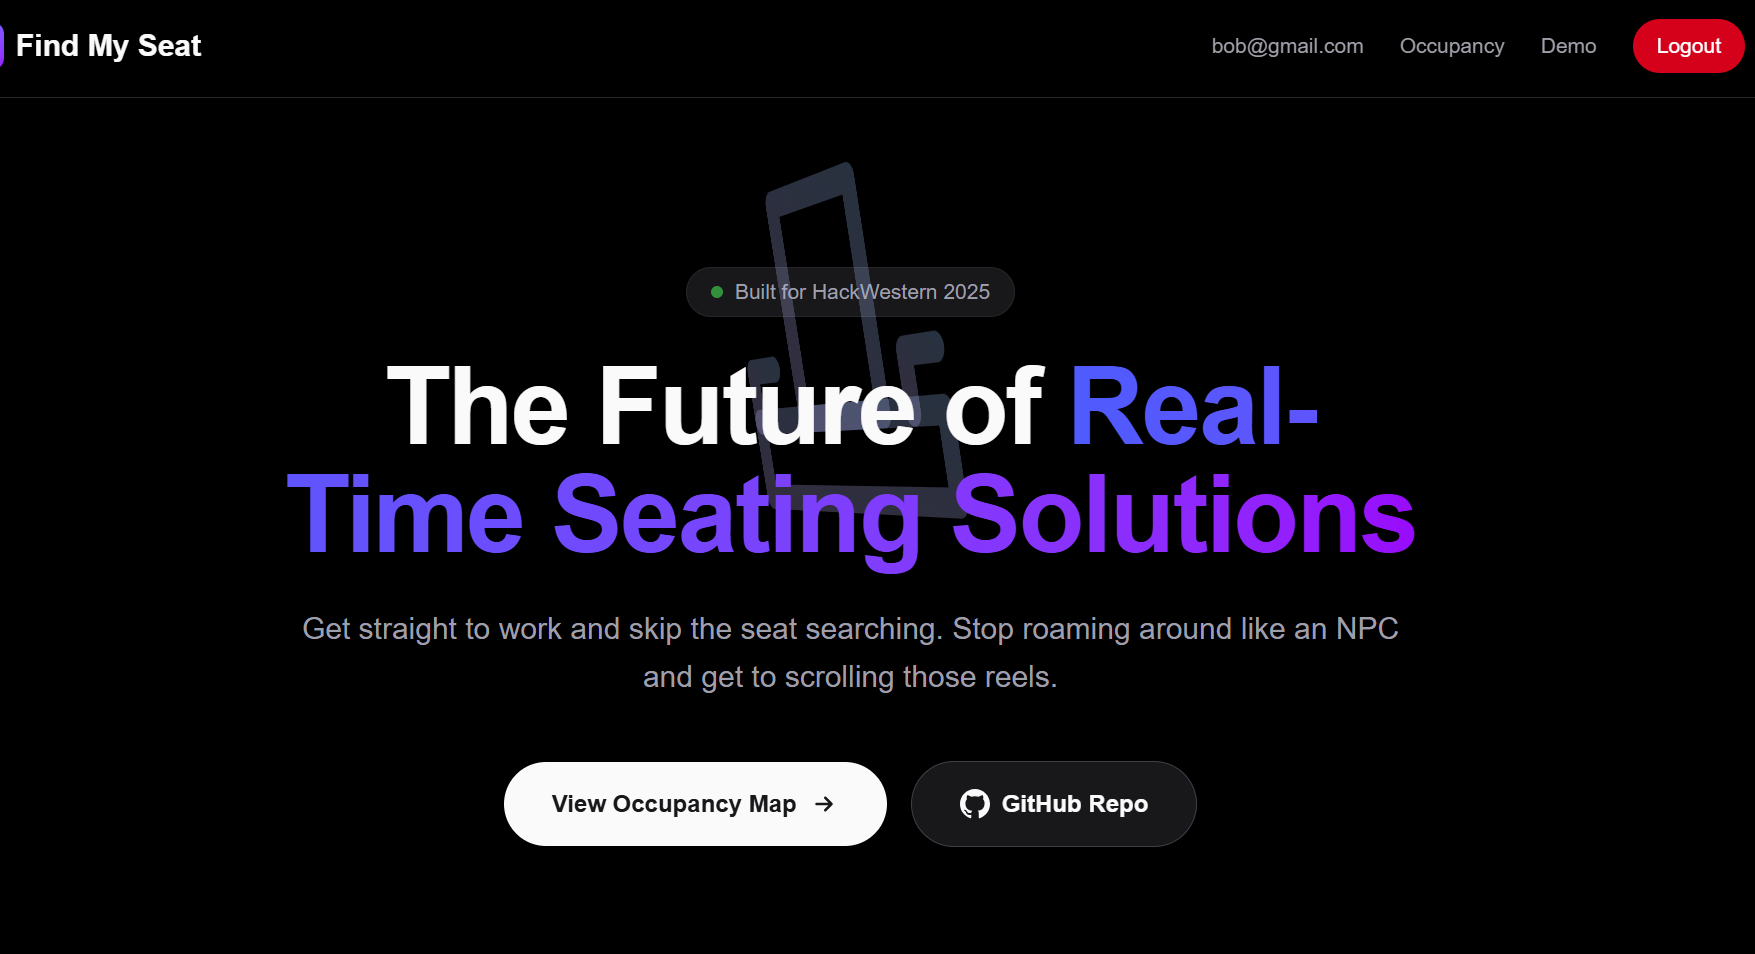 Find My Seat
bob@gmail.com Occupancy Demo Logout
Built for HackWestern 2025
The Future of Real-
Time Seating Solutions
Get straight to work and skip the seat searching. Stop roaming around like an NPC
and get to scrolling those reels.
View Occupancy Map → GitHub Repo